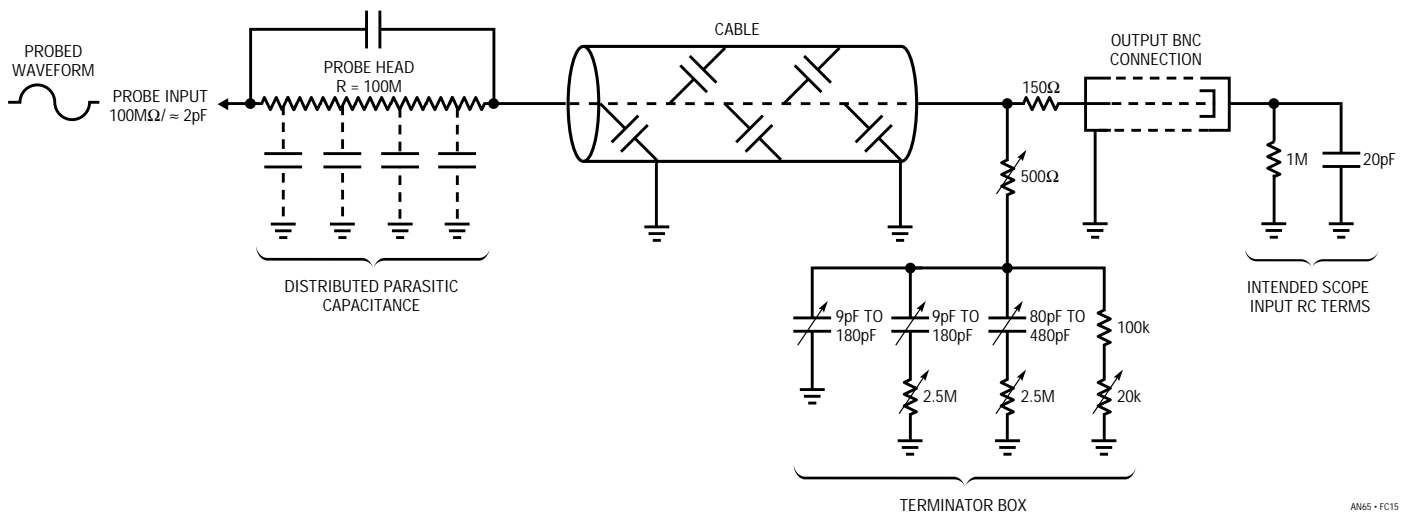 PROBED
WAVEFORM
PROBE INPUT
100MΩ/ ≈ 2pF
PROBE HEAD
R = 100M
DISTRIBUTED PARASITIC
CAPACITANCE
CABLE
150Ω
500Ω
OUTPUT BNC
CONNECTION
1M
20pF
INTENDED SCOPE
INPUT RC TERMS
9pF TO
180pF
9pF TO
180pF
80pF TO
480pF
100k
2.5M
2.5M
20k
TERMINATOR BOX
AN65 • FC15